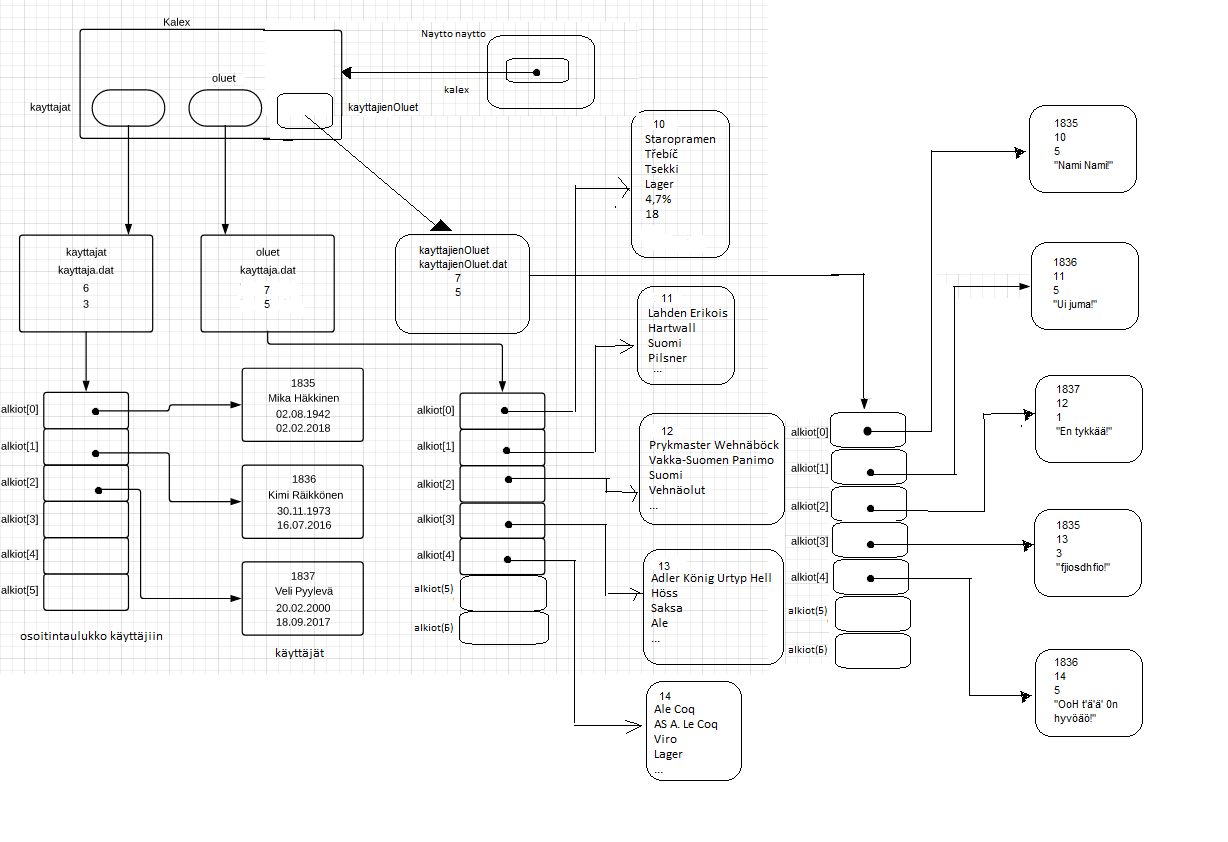 Kalex
Naytto naytto
oluet
kalex
kayttajat
kayttajienOluet
kayttajat
kayttaja.dat
6
3
oluet
kayttaja.dat
7
5
kayttajienOluet
kayttajienOluet.dat
7
5
alkiot[0]
alkiot[1]
alkiot[2]
alkiot[3]
alkiot[4]
alkiot[5]
osoitintaulukko käyttäjiin
1835
Mika Häkkinen
02.08.1942
02.02.2018
1836
Kimi Räikkönen
30.11.1973
16.07.2016
1837
Veli Pyylevä
20.02.2000
18.09.2017
käyttäjät
alkiot[0]
alkiot[1]
alkiot[2]
alkiot[3]
alkiot[4]
alkiot(5)
alkiot(6)
10
Staropramen
Třebíč
Tsekki
Lager
4,7%
18
11
Lahden Erikois
Hartwall
Suomi
Pilsner
...
12
Prykmaster Wehnäböck
Vakka-Suomen Panimo
Suomi
Vehnäolut
...
13
Adler König Urtyp Hell
Höss
Saksa
Ale
...
14
Ale Coq
AS A. Le Coq
Viro
Lager
...
alkiot[0]
alkiot[1]
alkiot[2]
alkiot[3]
alkiot[4]
alkiot(5)
alkiot(6)
1835
10
5
"Nami Nami!"
1836
11
5
"Ui juma!"
1837
12
1
"En tykkää!"
1835
13
3
"fjiosdhfio!"
1836
14
5
"OoH t'ä'ä' 0n
hyvöäö!"